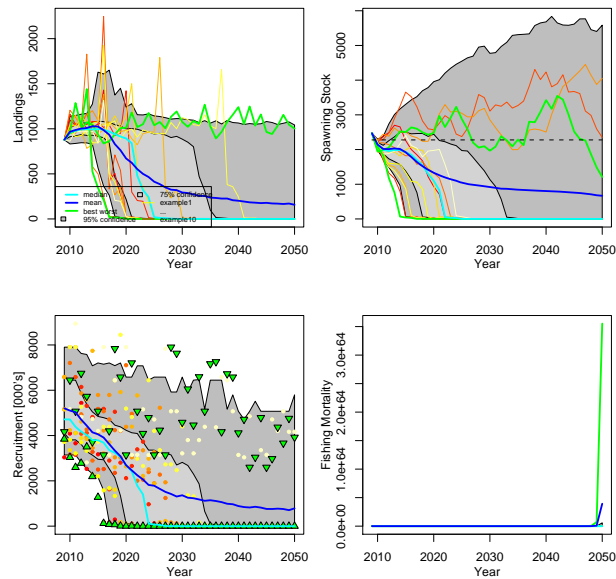 Landings
2000
1500
1000
500
0
median
mean
best worst
95% confidence
75% confidence
example1
...
example10
2010 2020 2030 2040 2050
Year
Spawning Stock
5000
3000
1000
0
2010 2020 2030 2040 2050
Year
Recruitment [000's]
8000
6000
4000
2000
0
2010 2020 2030 2040 2050
Year
Fishing Mortality
3.0e+64
2.0e+64
1.0e+64
0.0e+00
2010 2020 2030 2040 2050
Year